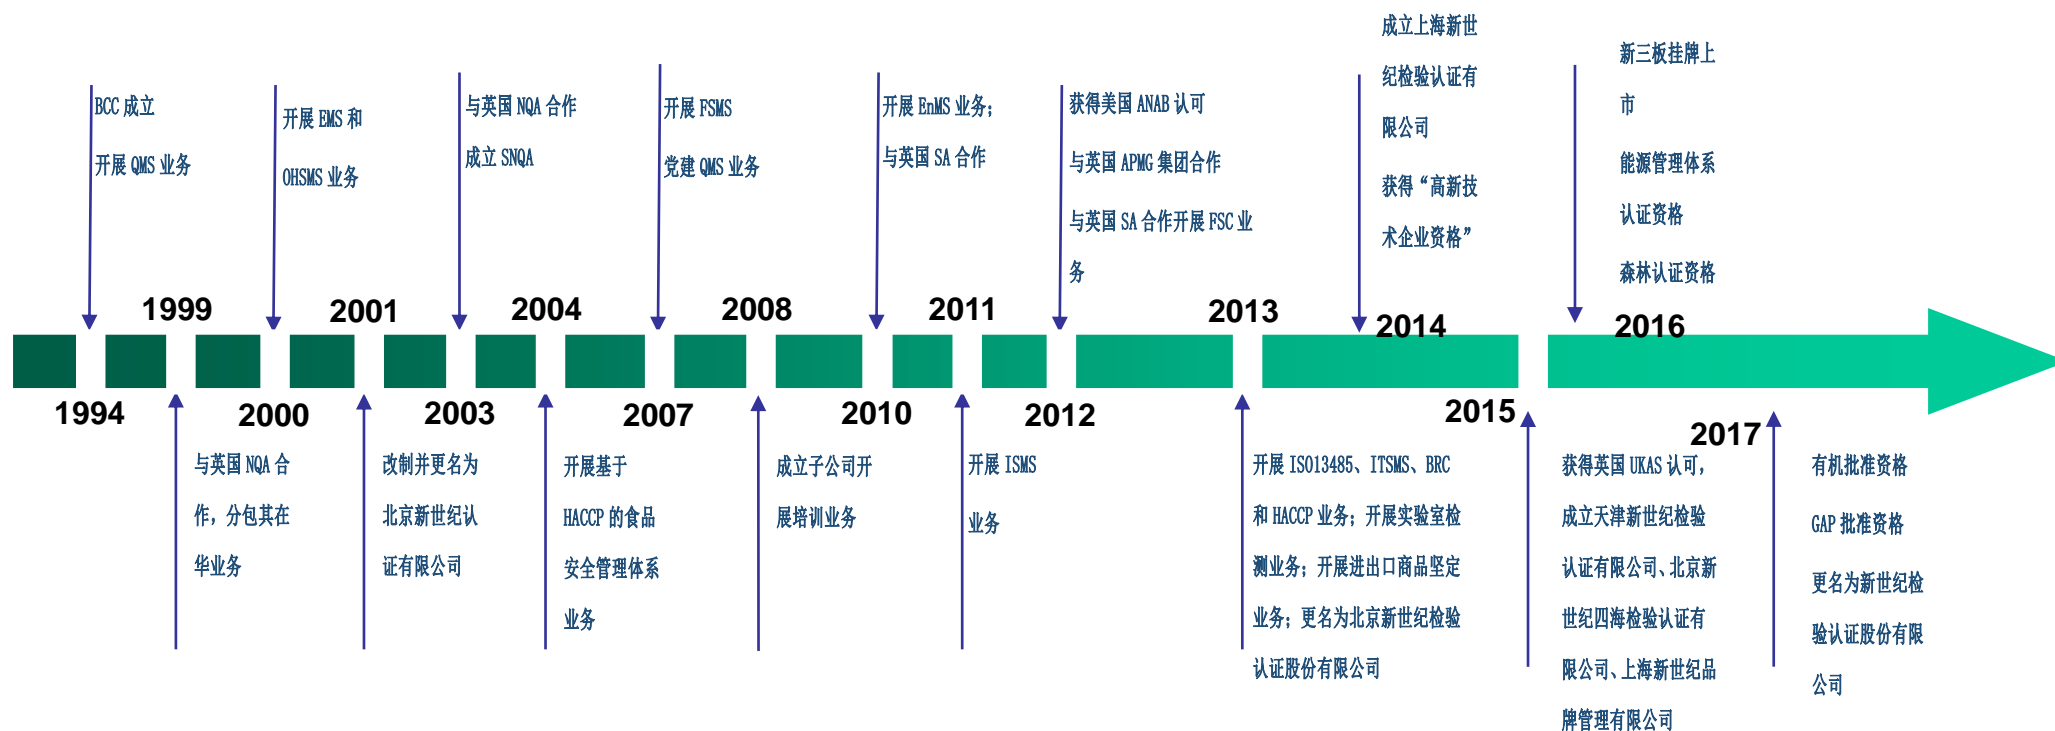 BCC 成立
开展 QMS 业务
开展 EMS 和
OHSMS 业务
与英国 NQA 合作
成立 SNQA
开展 FSMS
党建 QMS 业务
开展 EnMS 业务；
与英国 SA 合作
获得美国 ANAB 认可
与英国 APMG 集团合作
与英国 SA 合作开展 FSC 业
务
成立上海新世
纪检验认证有
限公司
获得“高新技
术企业资格”
新三板挂牌上
市
能源管理体系
认证资格
森林认证资格
1999
2001
2004
2008
2011
2013
2014
2016
1994
2000
2003
2007
2010
2012
2015
2017
与英国 NQA 合
作，分包其在
华业务
改制并更名为
北京新世纪认
证有限公司
开展基于
HACCP 的食品
安全管理体系
业务
成立子公司开
展培训业务
开展 ISMS
业务
开展 ISO13485、ITSMS、BRC
和 HACCP 业务；开展实验室检
测业务；开展进出口商品坚定
业务；更名为北京新世纪检验
认证股份有限公司
获得英国 UKAS 认可，
成立天津新世纪检验
认证有限公司、北京新
世纪四海检验认证有
限公司、上海新世纪品
牌管理有限公司
有机批准资格
GAP 批准资格
更名为新世纪检
验认证股份有限
公司